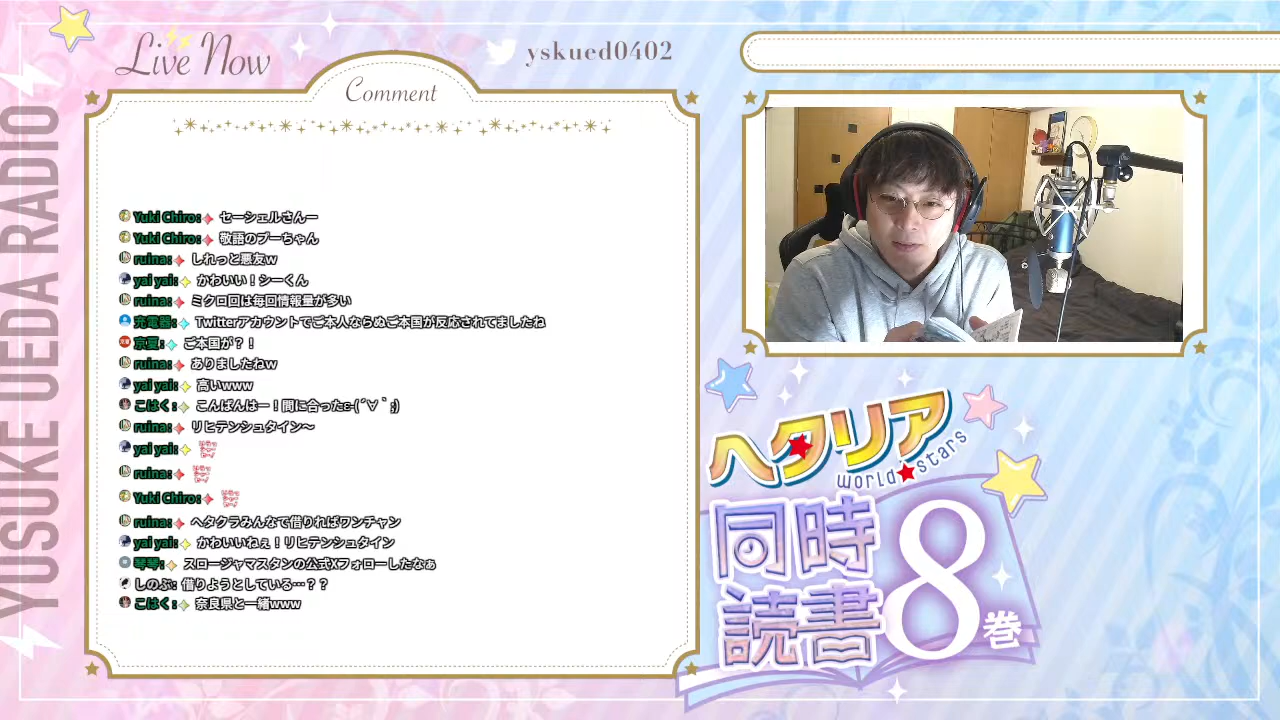 Live Now
yskued0402
Comment
YUSUKE UEDA RADIO
Yuki Chiro: セーシェルさんー
Yuki Chiro: 敬語のプーちゃん
ruina: しれっと悪友w
yai yai: かわいい！シーくん
ruina: ミクロ回は毎回情報量が多い
充電器: Twitterアカウントでご本人ならぬご本国が反応されてましたね
京夏: ご本国が？！
ruina: ありましたねw
yai yai: 高いwww
こはく: こんばんはー！間に合ったε-(´∀｀;)
ruina: リヒテンシュタイン〜
yai yai:
ruina:
Yuki Chiro:
ruina: ヘタクラみんなで借りればワンチャン
yai yai: かわいいねぇ！リヒテンシュタイン
琴琴: スロージャマスタンの公式Xフォローしたなぁ
しのぶ: 借りようとしている…？？
こはく: 奈良県と一緒www
ヘタリア
world★stars
同時
読書
8
巻